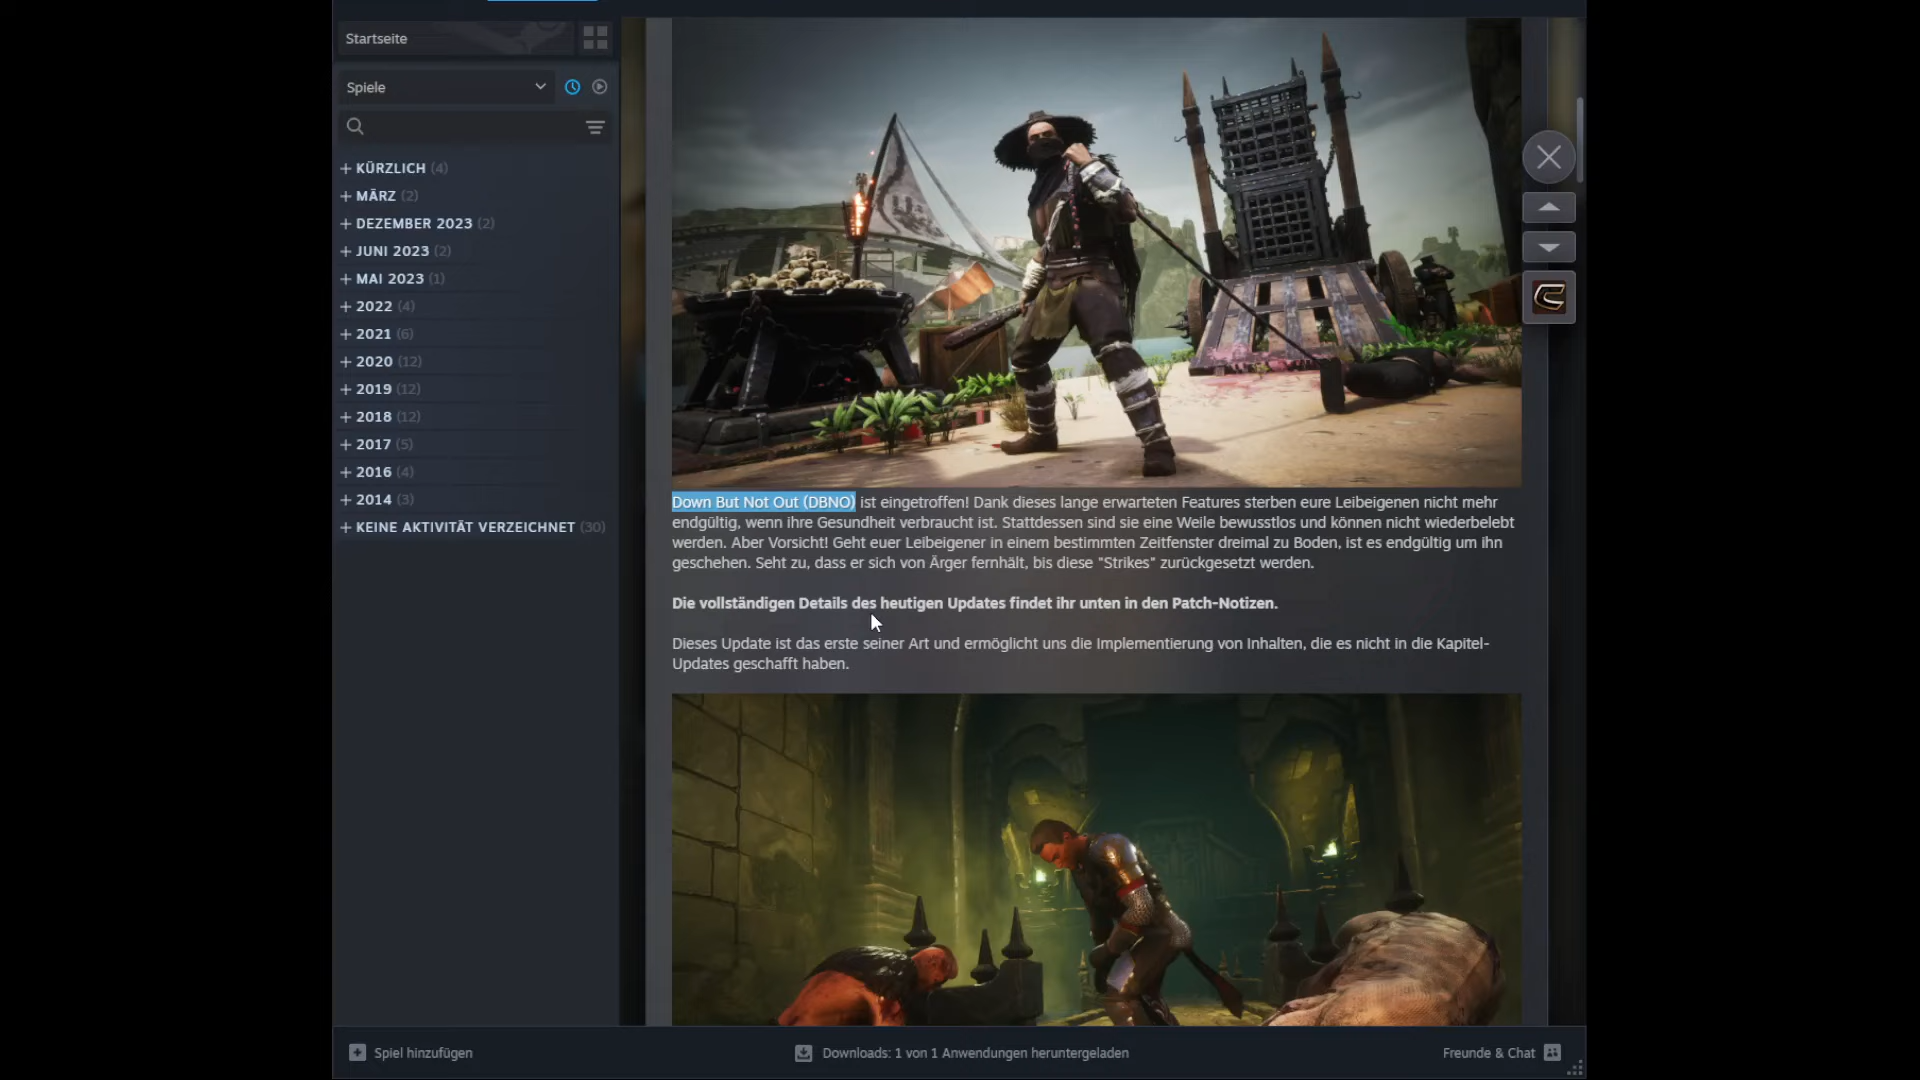 Startseite
Spiele
+ KÜRZLICH (4)
+ MÄRZ (2)
+ DEZEMBER 2023 (2)
+ JUNI 2023 (2)
+ MAI 2023 (1)
+ 2022 (4)
+ 2021 (6)
+ 2020 (12)
+ 2019 (12)
+ 2018 (12)
+ 2017 (5)
+ 2016 (4)
+ 2014 (3)
+ KEINE AKTIVITÄT VERZEICHNET (30)
Down But Not Out (DBNO) ist eingetroffen! Dank dieses lange erwarteten Features sterben eure Leibeigenen nicht mehr
endgültig, wenn ihre Gesundheit verbraucht ist. Stattdessen sind sie eine Weile bewusstlos und können nicht wiederbelebt
werden. Aber Vorsicht! Geht euer Leibeigener in einem bestimmten Zeitfenster dreimal zu Boden, ist es endgültig um ihn
geschehen. Seht zu, dass er sich von Ärger fernhält, bis diese "Strikes" zurückgesetzt werden.
Die vollständigen Details des heutigen Updates findet ihr unten in den Patch-Notizen.
Dieses Update ist das erste seiner Art und ermöglicht uns die Implementierung von Inhalten, die es nicht in die Kapitel-
Updates geschafft haben.
Spiel hinzufügen
Downloads: 1 von 1 Anwendungen heruntergeladen
Freunde & Chat